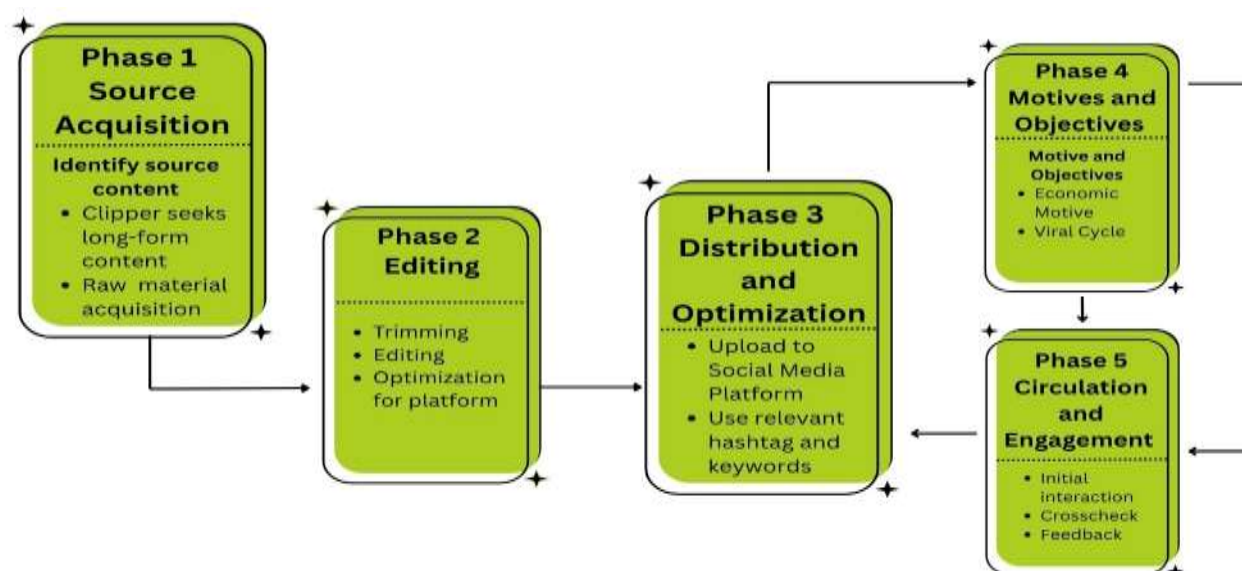 Phase 1
Source
Acquisition
Identify source
content
• Clipper seeks
long-form
content
• Raw material
acquisition
Phase 2
Editing
• Trimming
• Editing
• Optimization
for platform
Phase 3
Distribution
and
Optimization
• Upload to
Social Media
Platform
• Use relevant
hashtag and
keywords
Phase 4
Motives and
Objectives
Motive and
Objectives
• Economic
Motive
• Viral Cycle
Phase 5
Circulation
and
Engagement
• Initial
interaction
• Crosscheck
• Feedback